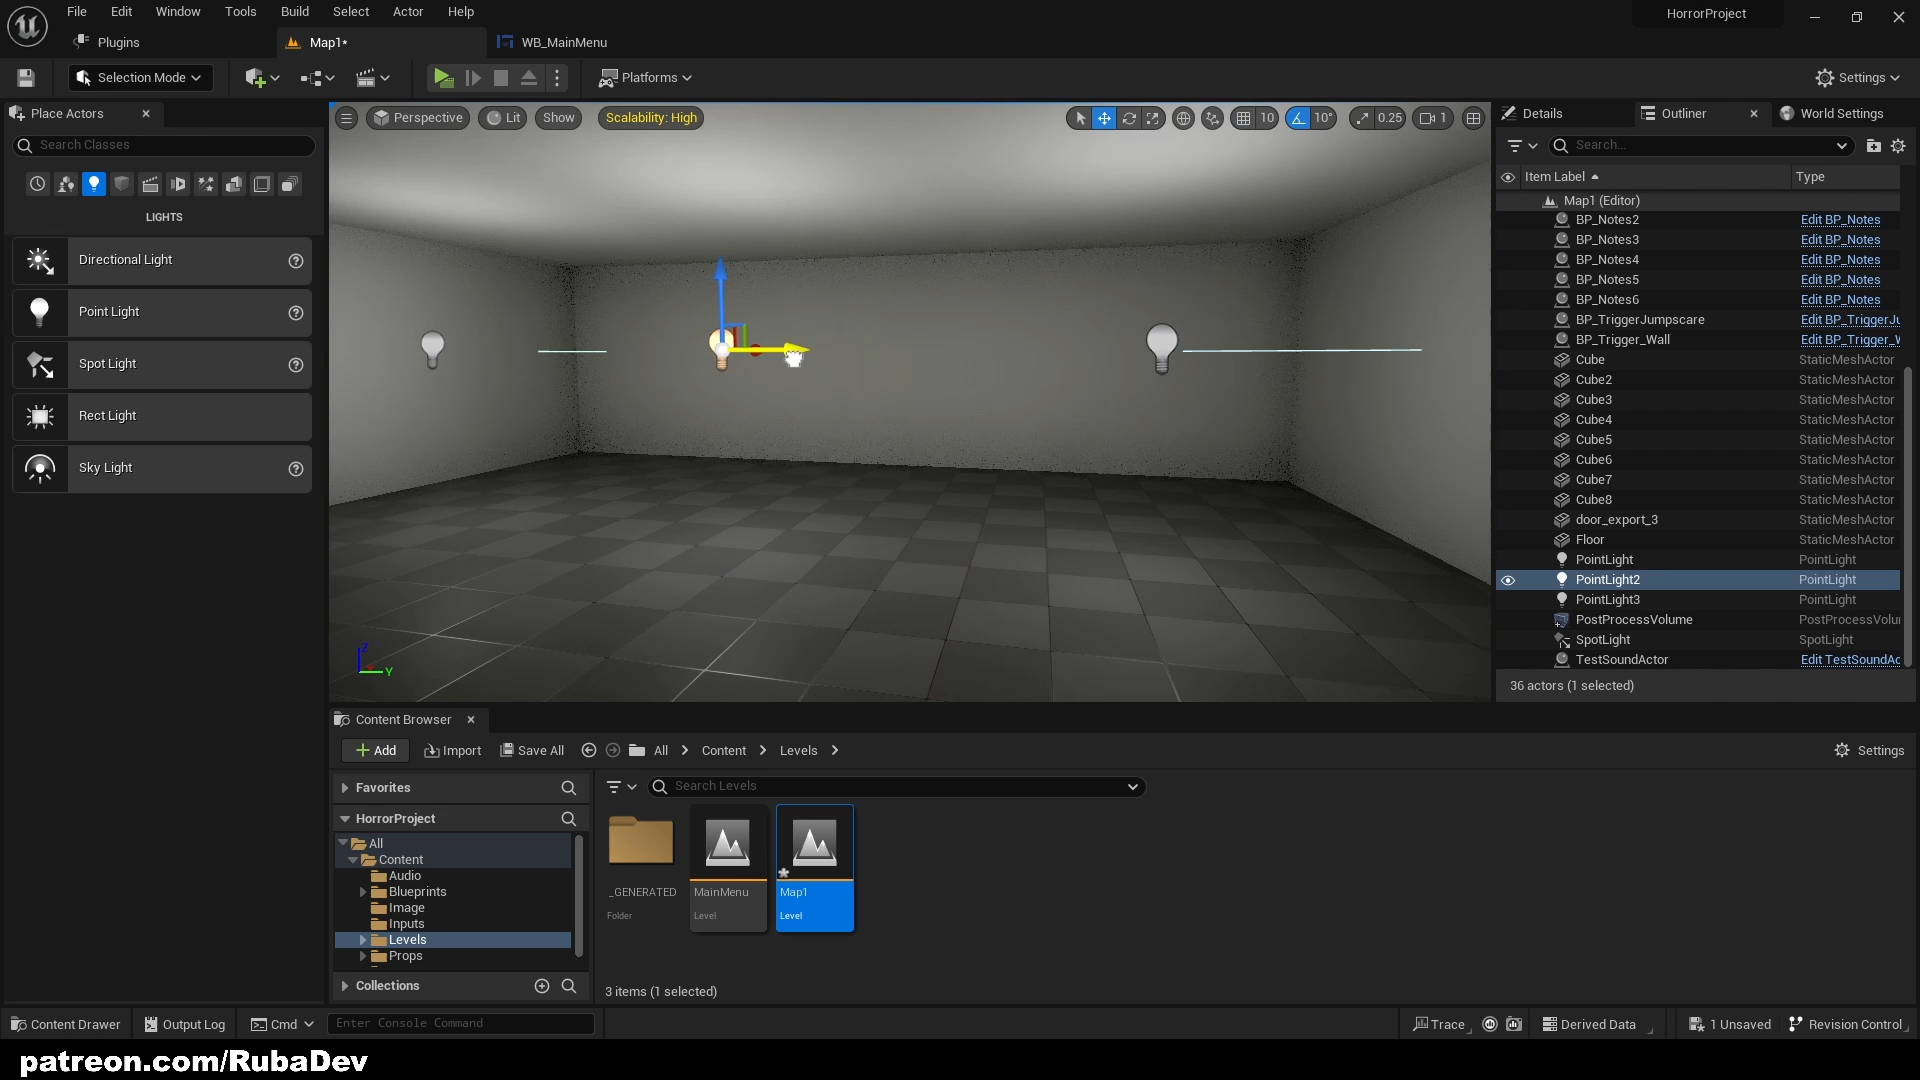 File Edit Window Tools Build Select Actor Help
HorrorProject
Plugins
Map1*
WB_MainMenu
Selection Mode
Platforms
Settings
Place Actors
Search Classes
LIGHTS
Directional Light
Point Light
Spot Light
Rect Light
Sky Light
Perspective
Lit
Show
Scalability: High
10
10°
0.25
1
Z
Y
Details
Outliner
World Settings
Search...
Item Label
Type
Map1 (Editor)
BP_Notes2 Edit BP_Notes
BP_Notes3 Edit BP_Notes
BP_Notes4 Edit BP_Notes
BP_Notes5 Edit BP_Notes
BP_Notes6 Edit BP_Notes
BP_TriggerJumpscare Edit BP_TriggerJu
BP_Trigger_Wall Edit BP_Trigger_W
Cube StaticMeshActor
Cube2 StaticMeshActor
Cube3 StaticMeshActor
Cube4 StaticMeshActor
Cube5 StaticMeshActor
Cube6 StaticMeshActor
Cube7 StaticMeshActor
Cube8 StaticMeshActor
door_export_3 StaticMeshActor
Floor StaticMeshActor
PointLight PointLight
PointLight2 PointLight
PointLight3 PointLight
PostProcessVolume PostProcessVolu
SpotLight SpotLight
TestSoundActor Edit TestSoundAc
36 actors (1 selected)
Content Browser
Add
Import
Save All
All
Content
Levels
Settings
Favorites
HorrorProject
All
Content
Audio
Blueprints
Image
Inputs
Levels
Props
Collections
Search Levels
_GENERATED
Folder
MainMenu
Level
Map1
Level
3 items (1 selected)
Content Drawer
Output Log
Cmd
Enter Console Command
Trace
Derived Data
1 Unsaved
Revision Control
patreon.com/RubaDev